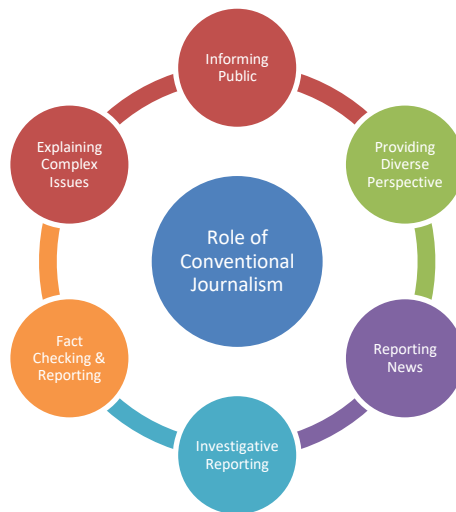 Informing
Public
Explaining
Complex
Issues
Providing
Diverse
Perspective
Role of
Conventional
Journalism
Fact
Checking &
Reporting
Reporting
News
Investigative
Reporting